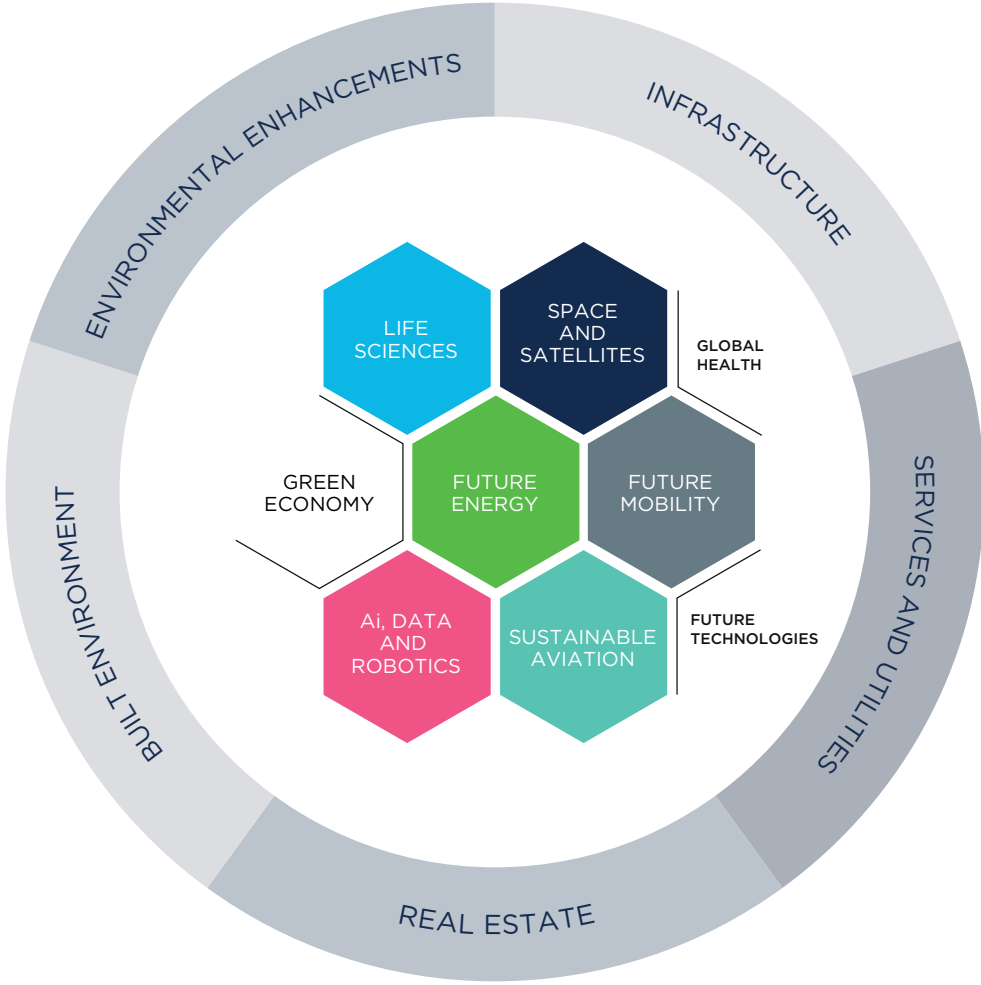 ENVIRONMENTAL ENHANCEMENTS
INFRASTRUCTURE
SERVICES AND UTILITIES
REAL ESTATE
BUILT ENVIRONMENT
LIFE
SCIENCES
SPACE
AND
SATELLITES
GLOBAL
HEALTH
GREEN
ECONOMY
FUTURE
ENERGY
FUTURE
MOBILITY
Ai, DATA
AND
ROBOTICS
SUSTAINABLE
AVIATION
FUTURE
TECHNOLOGIES